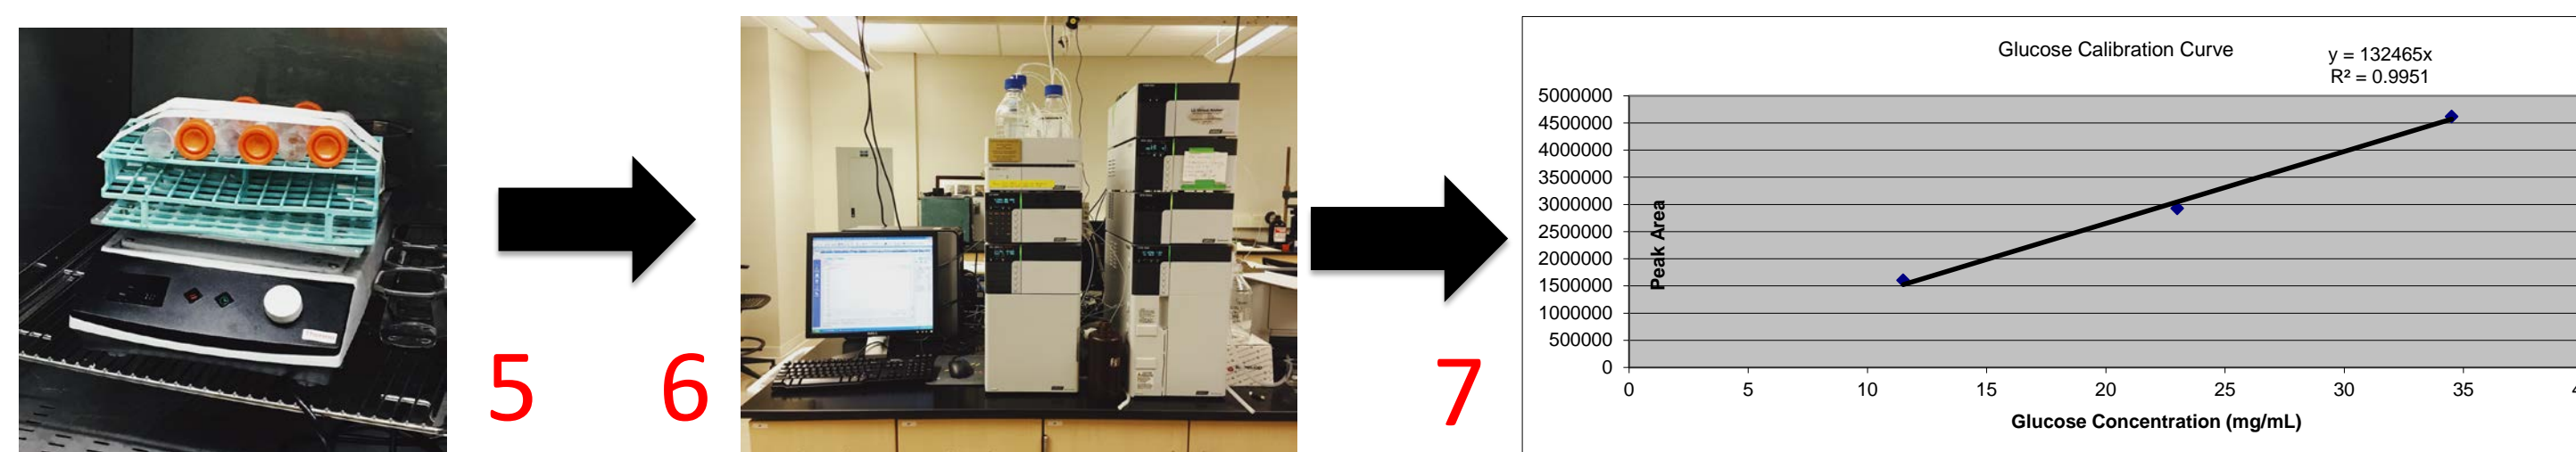 5
6
7
Glucose Calibration Curve
y = 132465x
R² = 0.9951
5000000
4500000
4000000
3500000
3000000
2500000
2000000
1500000
1000000
500000
0
Peak Area
0 5 10 15 20 25 30 35
Glucose Concentration (mg/mL)